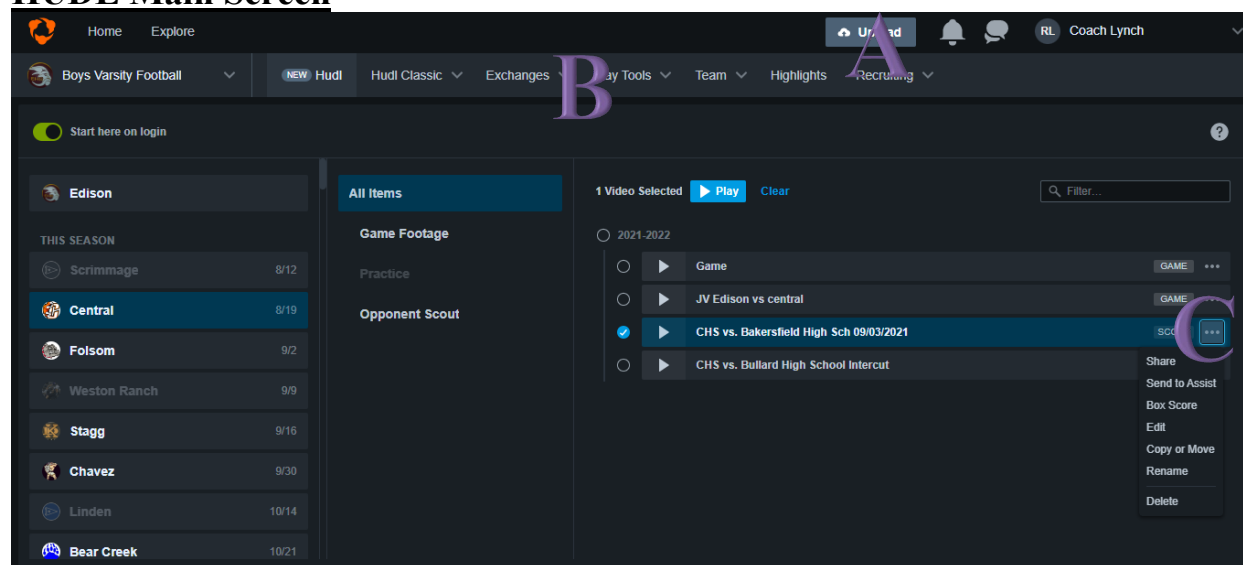 HUDL Main Screen
Home Explore Upload RL Coach Lynch
A
Boys Varsity Football NEW Hudl Hudl Classic Exchanges Play Tools Team Highlights Recruiting
B
Start here on login ?
Edison
THIS SEASON
Scrimmage 8/12
Central 8/19
Folsom 9/2
Weston Ranch 9/9
Stagg 9/16
Chavez 9/30
Linden 10/14
Bear Creek 10/21
All Items
Game Footage
Practice
Opponent Scout
1 Video Selected Play Clear Filter...
2021-2022
Game GAME
JV Edison vs central GAME
CHS vs. Bakersfield High Sch 09/03/2021
C
CHS vs. Bullard High School Intercut
Share
Send to Assist
Box Score
Edit
Copy or Move
Rename
Delete